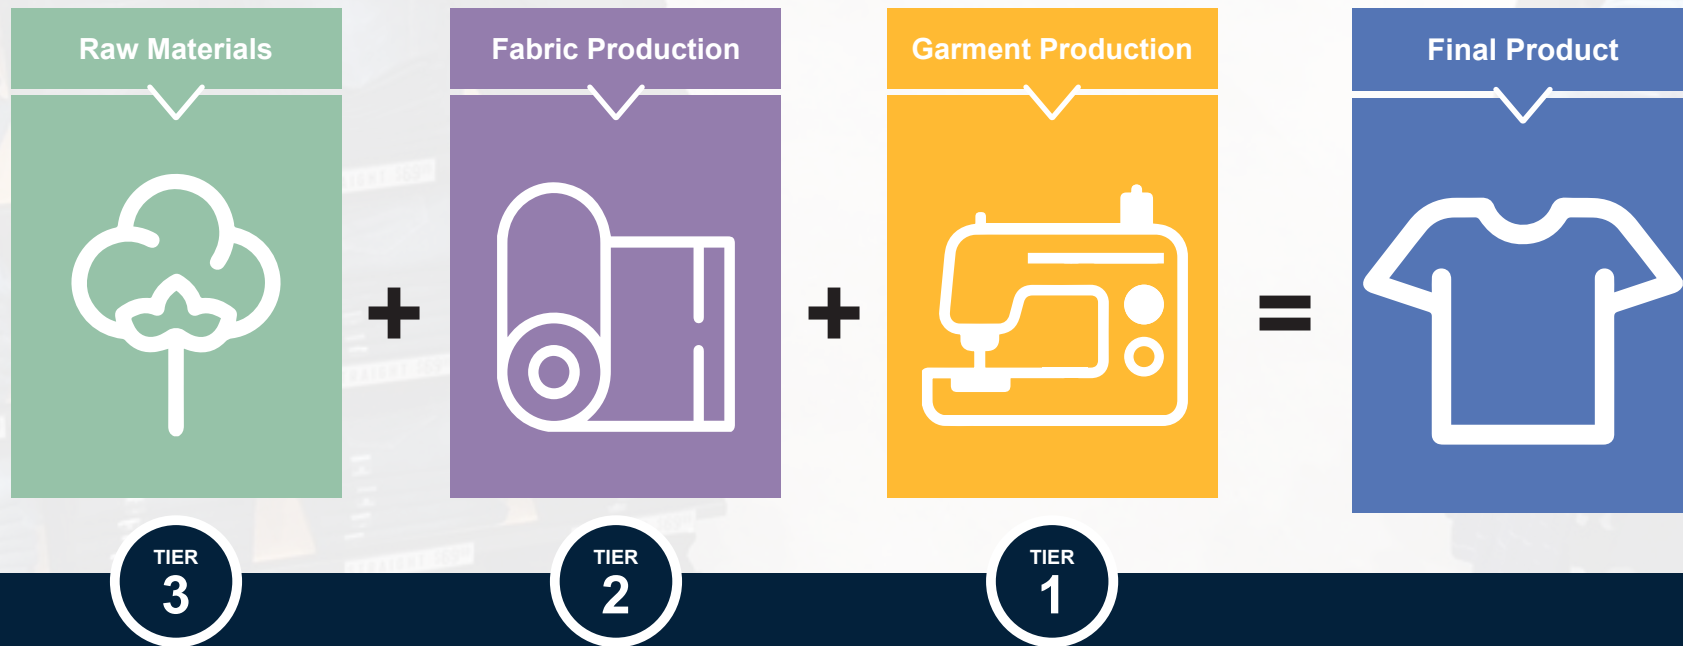 Raw Materials
Fabric Production
Garment Production
Final Product
+
+
=
TIER
3
TIER
2
TIER
1